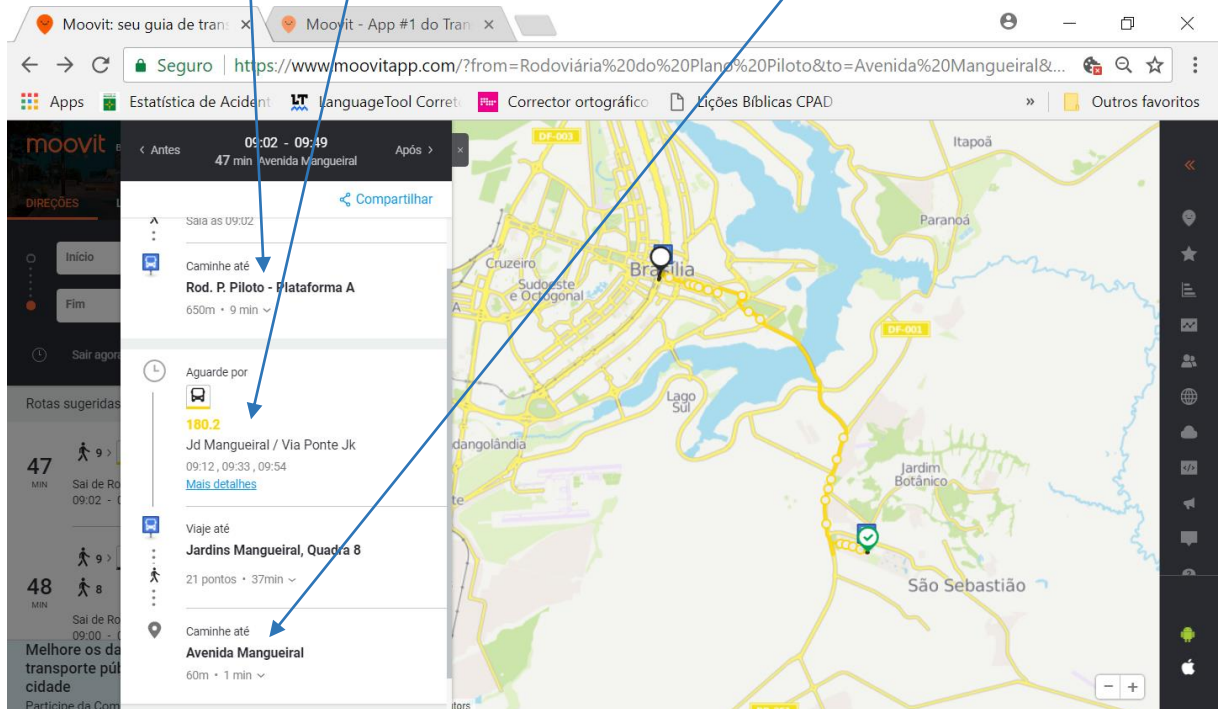 Moovit: seu guia de trans
Moovit - App #1 do Tran
Seguro | https://www.moovitapp.com/?from=Rodoviária%20do%20Plano%20Piloto&to=Avenida%20Mangueiral&...
Apps Estatística de Acident LanguageTool Corret Corrector ortográfico Lições Bíblicas CPAD » Outros favoritos
moovit
DIREÇÕES
Início
Fim
Sair agora
Rotas sugeridas
47
MIN
9 >
Sai de Ro
09:02 -
48
MIN
9 >
8
Sai de Ro
09:00 -
Melhore os da
transporte púb
cidade
Participe da Com
< Antes
09:02 - 09:49
47 min Avenida Mangueiral
Após >
×
Compartilhar
Saia às 09:02
Caminhe até
Rod. P. Piloto - Plataforma A
650m • 9 min
Aguarde por
180.2
Jd Mangueiral / Via Ponte Jk
09:12 , 09:33 , 09:54
Mais detalhes
Viaje até
Jardins Mangueiral, Quadra 8
21 pontos • 37min
Caminhe até
Avenida Mangueiral
60m • 1 min
DF-003
Itapoã
Paranoá
Cruzeiro
Brasília
Sudoeste
e Octogonal
DF-001
Lago
Sul
dangolândia
Jardim
Botânico
São Sebastião
tors
- +
«
</>